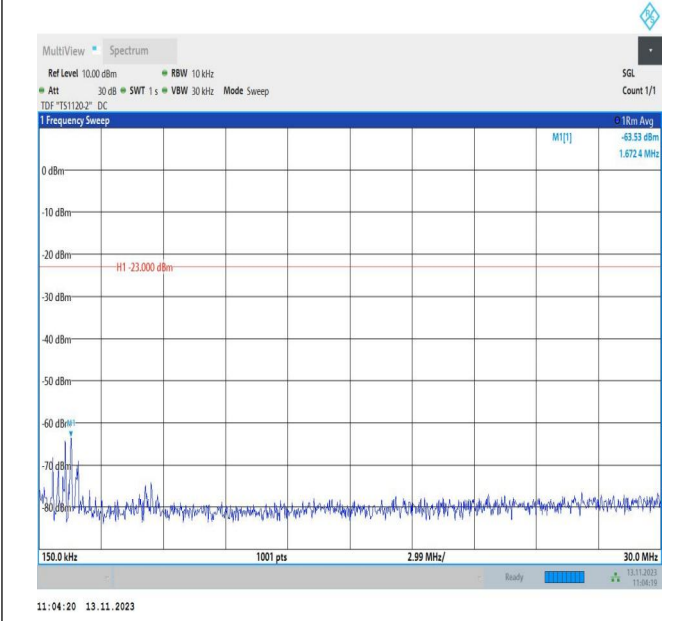 R S
MultiView Spectrum
Ref Level 10.00 dBm RBW 10 kHz SGL
Att 30 dB SWT 1 s VBW 30 kHz Mode Sweep Count 1/1
TDF "TS1120-2" DC
1 Frequency Sweep 1Rm Avg
M1[1] -63.53 dBm
1.672 4 MHz
0 dBm
-10 dBm
-20 dBm
H1 -23.000 dBm
-30 dBm
-40 dBm
-50 dBm
-60 dBm M1
-70 dBm
-80 dBm
150.0 kHz 1001 pts 2.99 MHz/ 30.0 MHz
Ready 13.11.2023
11:04:19
11:04:20 13.11.2023